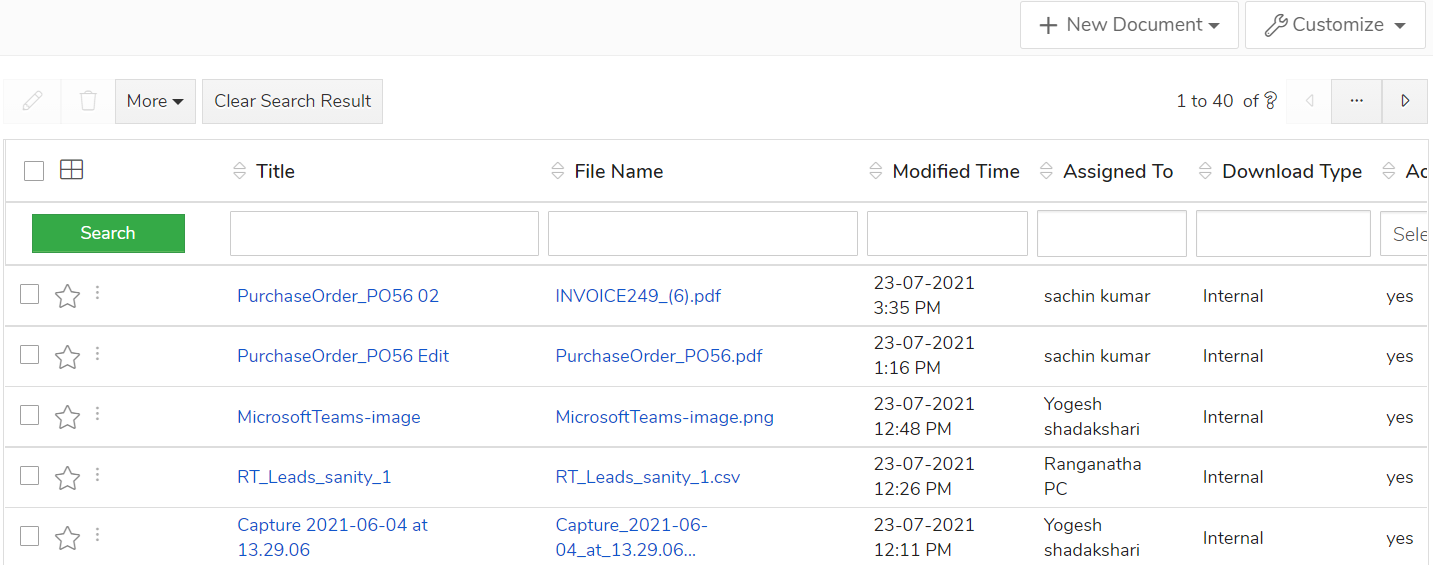 New Document
Customize
More
Clear Search Result
1 to 40 of ?
...
Title
File Name
Modified Time
Assigned To
Download Type
Ac
Search
Sele
PurchaseOrder_PO56 02
INVOICE249_(6).pdf
23-07-2021
3:35 PM
sachin kumar
Internal
yes
PurchaseOrder_PO56 Edit
PurchaseOrder_PO56.pdf
23-07-2021
1:16 PM
sachin kumar
Internal
yes
MicrosoftTeams-image
MicrosoftTeams-image.png
23-07-2021
12:48 PM
Yogesh
shadakshari
Internal
yes
RT_Leads_sanity_1
RT_Leads_sanity_1.csv
23-07-2021
12:26 PM
Ranganatha
PC
Internal
yes
Capture 2021-06-04 at
13.29.06
Capture_2021-06-
04_at_13.29.06...
23-07-2021
12:11 PM
Yogesh
shadakshari
Internal
yes